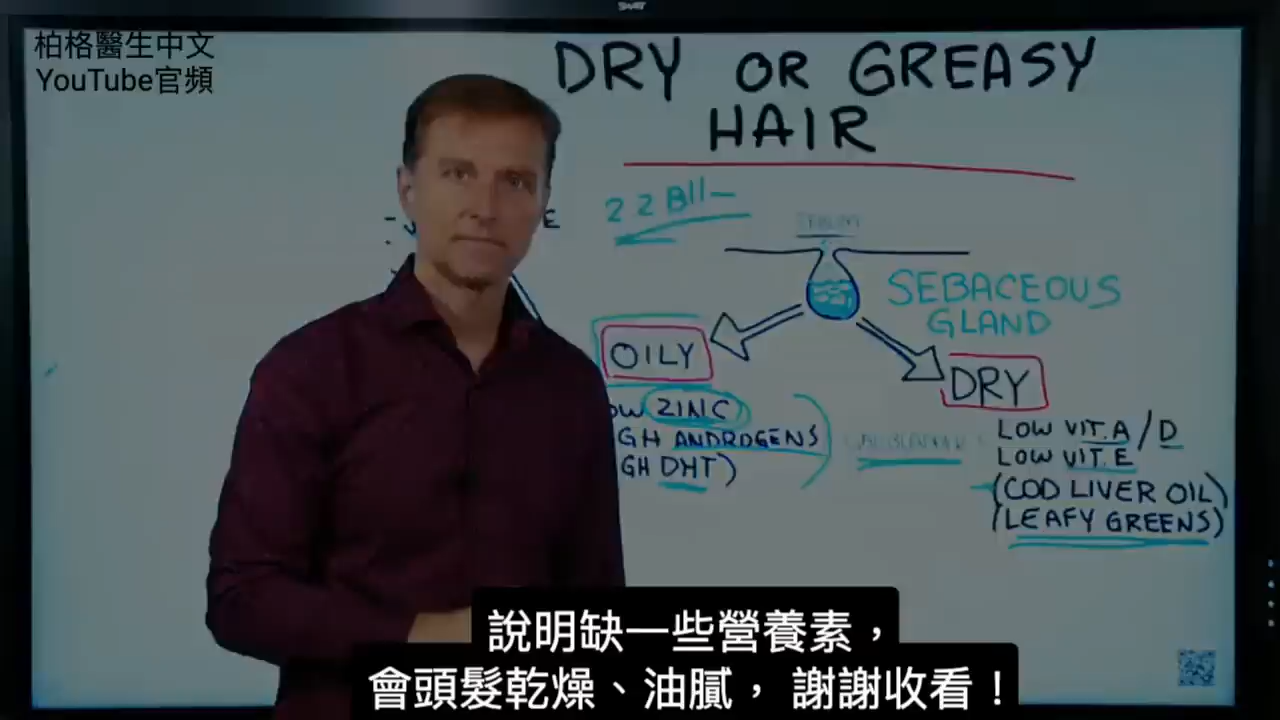 SMART
柏格醫生中文
YouTube官頻
DRY OR GREASY
HAIR
22 Bil
SEBACEOUS
GLAND
OILY
DRY
OW ZINC
GH ANDROGENS
GH DHT)
LOW VIT.A/D
LOW VIT.E
(COD LIVER OIL)
(LEAFY GREENS)
說明缺一些營養素，
會頭髮乾燥、油膩， 謝謝收看！